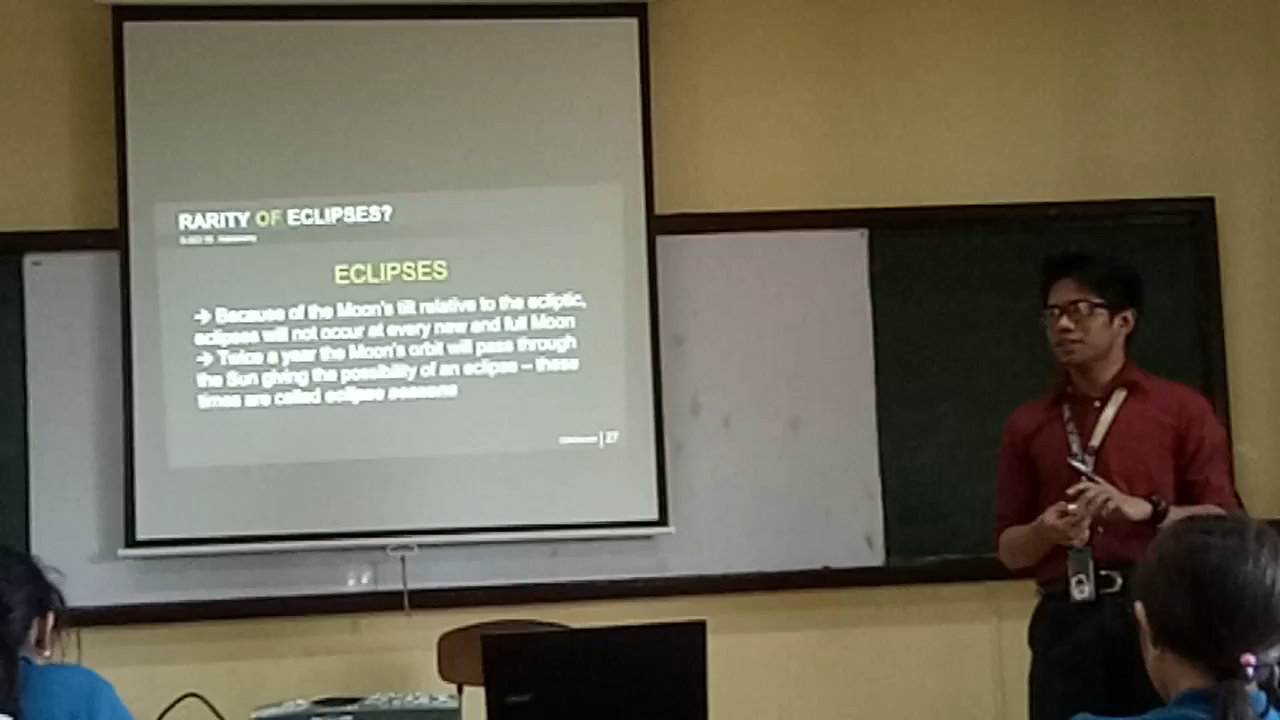 RARITY OF ECLIPSES?
ECLIPSES
→ Because of the Moon's tilt relative to the ecliptic,
eclipses will not occur at every new and full Moon
→ Twice a year the Moon's orbit will pass through
the Sun giving the possibility of an eclipse – these
times are called eclipse seasons
| 27